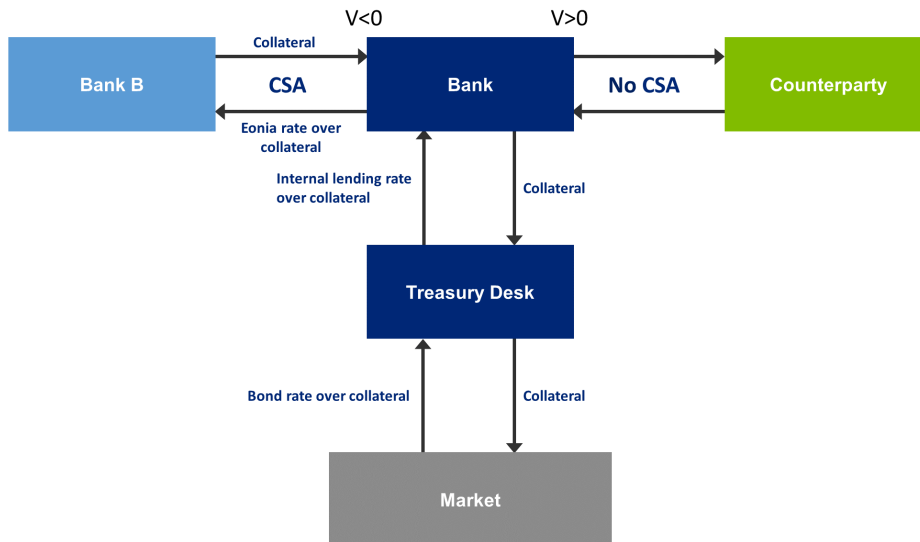 V<0
V>0
Collateral
Bank B
CSA
Bank
No CSA
Counterparty
Eonia rate over
collateral
Internal lending rate
over collateral
Collateral
Treasury Desk
Bond rate over collateral
Collateral
Market